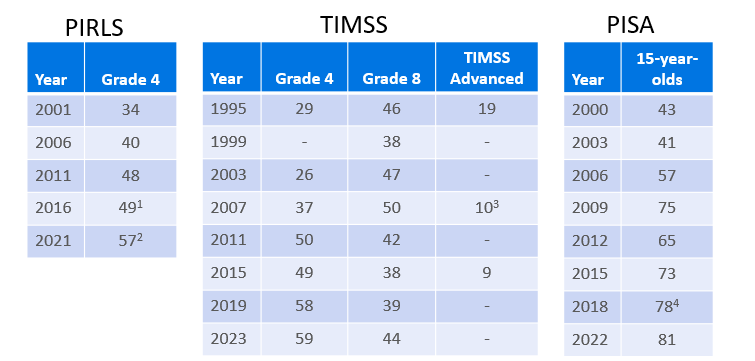 PIRLS
Year Grade 4
2001 34
2006 40
2011 48
2016 49¹
2021 57²
TIMSS
Year Grade 4 Grade 8 TIMSS
Advanced
1995 29 46 19
1999 - 38 -
2003 26 47 -
2007 37 50 10³
2011 50 42 -
2015 49 38 9
2019 58 39 -
2023 59 44 -
PISA
Year 15-year-
olds
2000 43
2003 41
2006 57
2009 75
2012 65
2015 73
2018 78⁴
2022 81